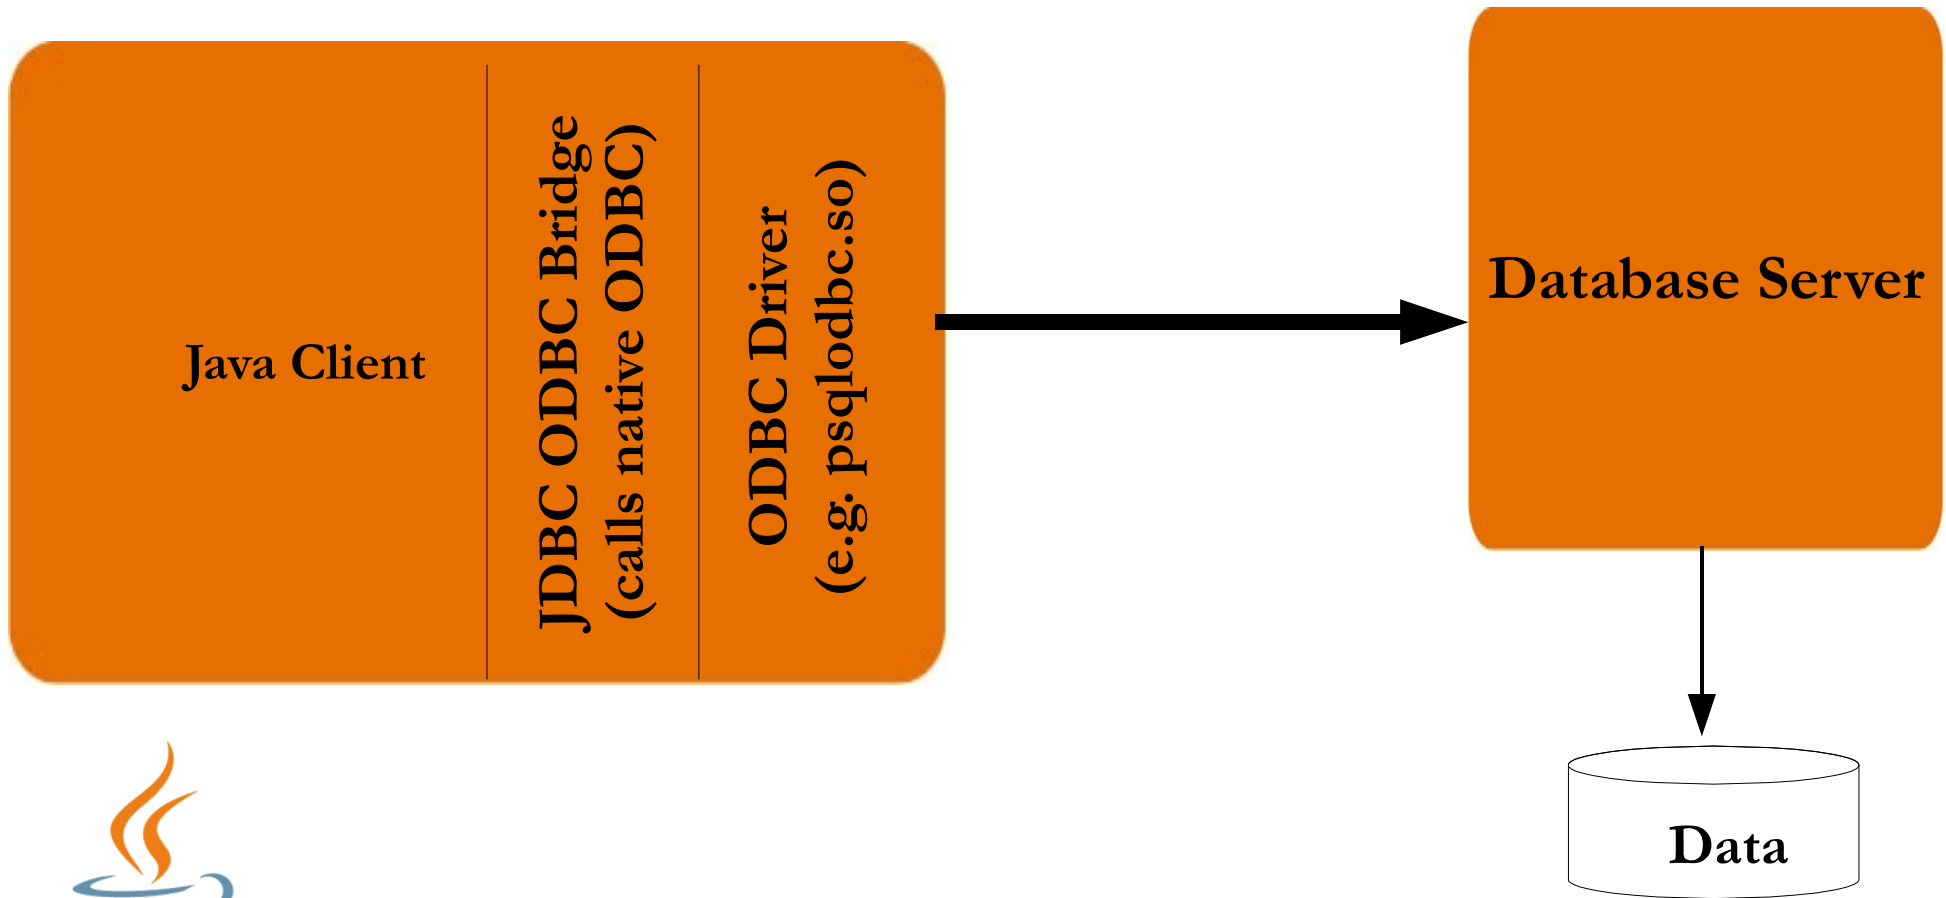 Java Client
JDBC ODBC Bridge
(calls native ODBC)
ODBC Driver
(e.g. psqlodbc.so)
Database Server
Data